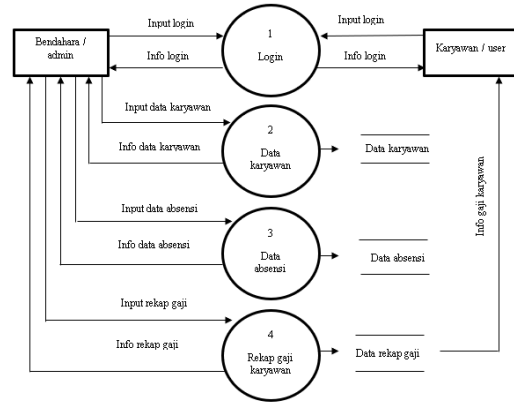 Input login
1
Input login
Bendahara /
admin
Info login
Login
Info login
Karyawan / user
Input data karyawan
2
Info data karyawan
Data
karyawan
Data karyawan
Info gaji karyawan
Input data absensi
3
Info data absensi
Data
absensi
Data absensi
Input rekap gaji
4
Info rekap gaji
Rekap gaji
karyawan
Data rekap gaji